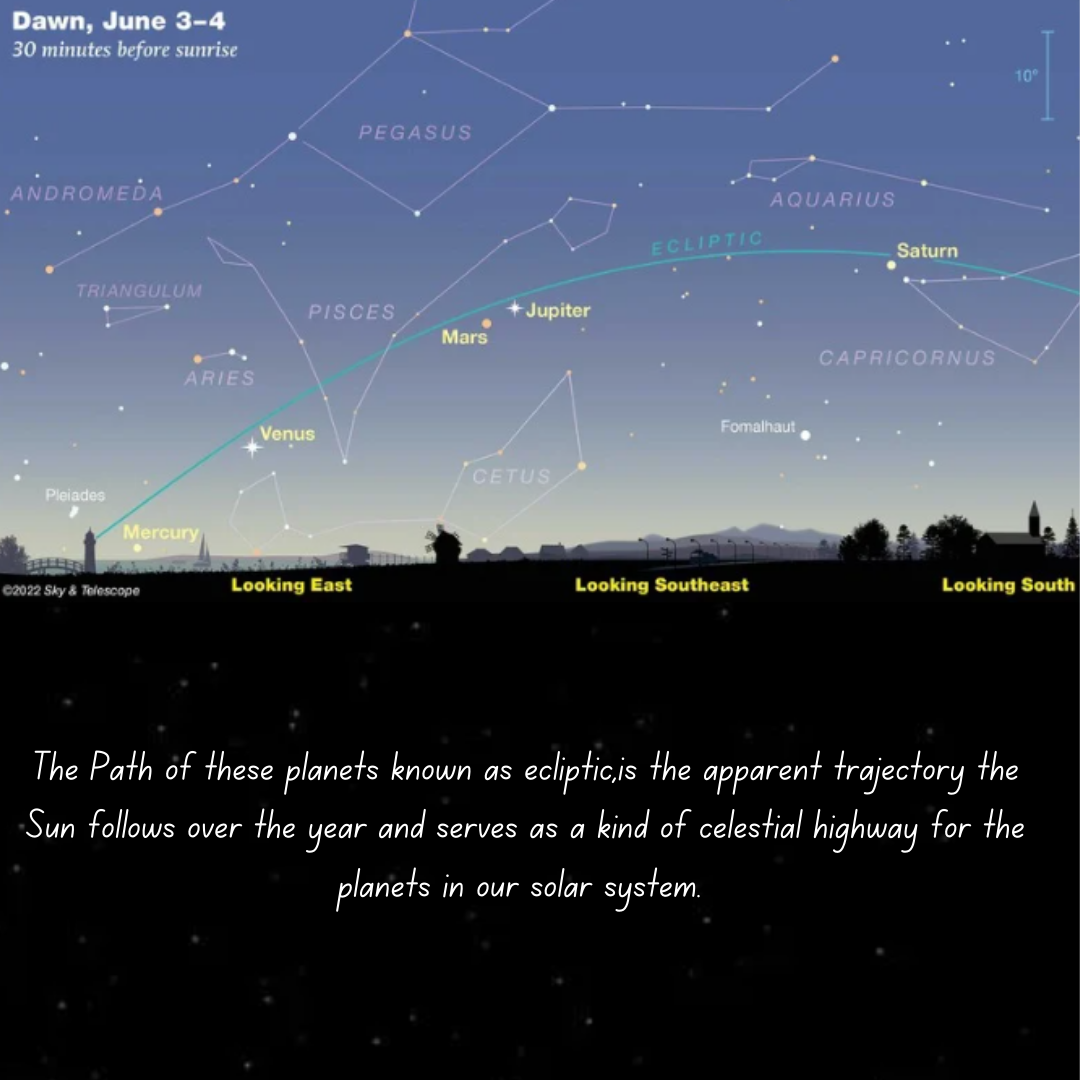 Dawn, June 3–4
30 minutes before sunrise
10°
PEGASUS
ANDROMEDA
AQUARIUS
ECLIPTIC
Saturn
TRIANGULUM
PISCES
Jupiter
Mars
CAPRICORNUS
ARIES
Venus
Fomalhaut
CETUS
Pleiades
Mercury
©2022 Sky & Telescope
Looking East
Looking Southeast
Looking South
The Path of these planets known as ecliptic,is the apparent trajectory the
Sun follows over the year and serves as a kind of celestial highway for the
planets in our solar system.